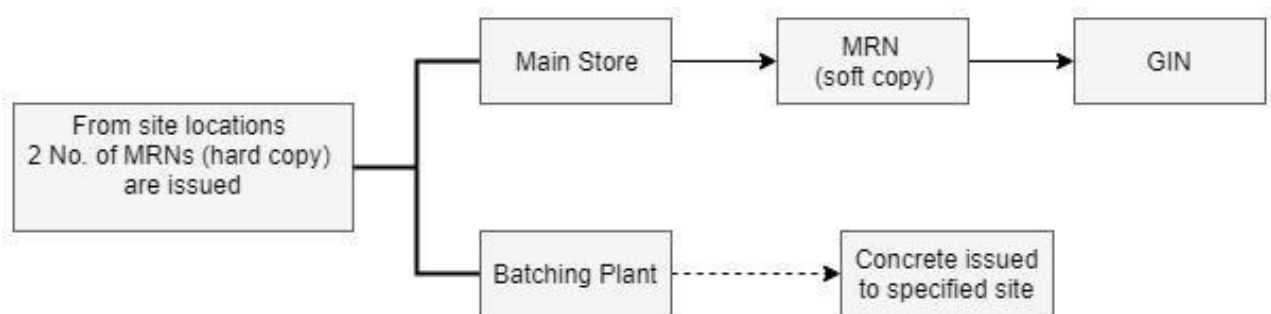 From site locations
2 No. of MRNs (hard copy)
are issued
Main Store
MRN
(soft copy)
GIN
Batching Plant
Concrete issued
to specified site